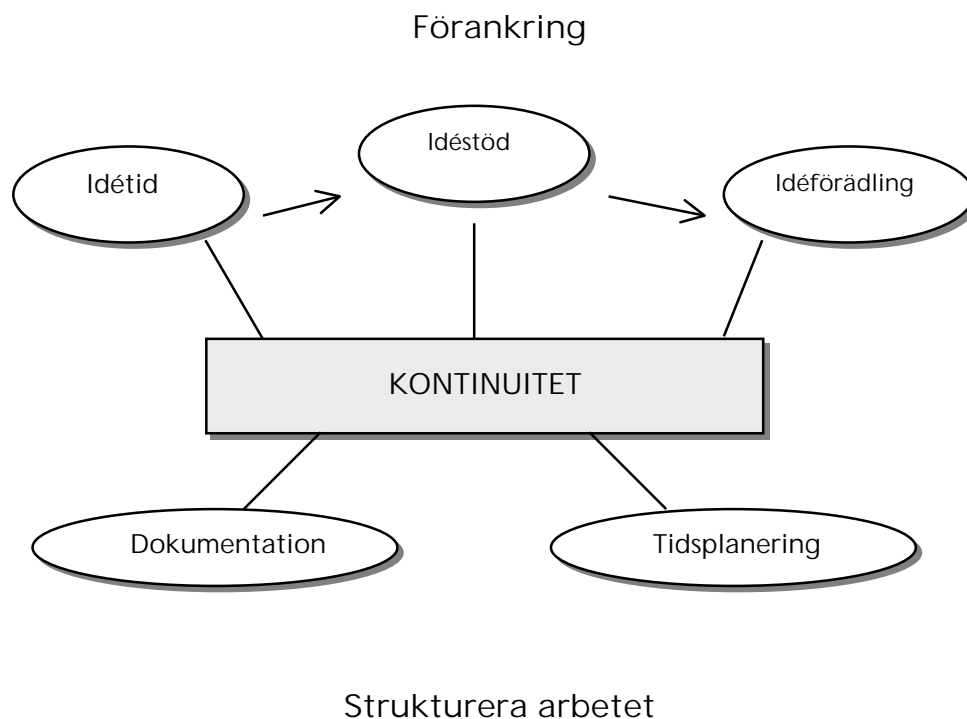 Förankring
Idétid
Idéstöd
Idéförädling
KONTINUITET
Dokumentation
Tidsplanering
Strukturera arbetet